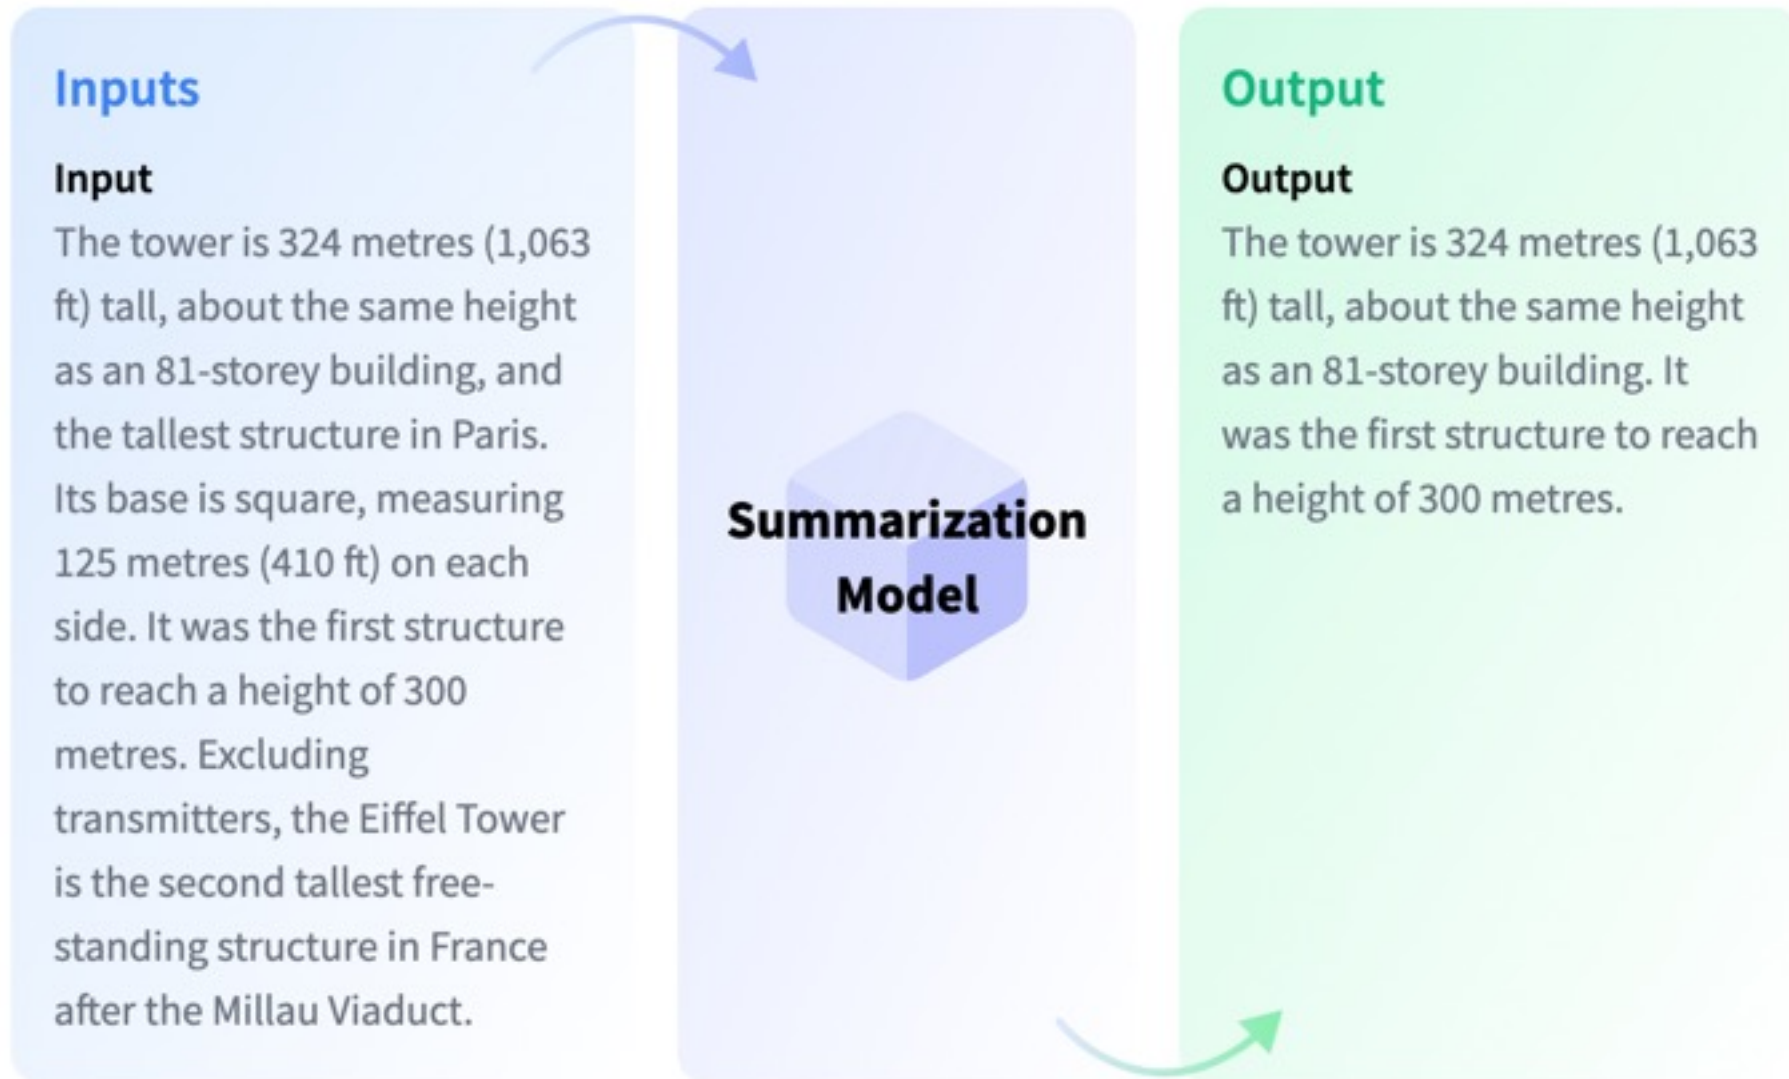 Inputs
Input
The tower is 324 metres (1,063
ft) tall, about the same height
as an 81-storey building, and
the tallest structure in Paris.
Its base is square, measuring
125 metres (410 ft) on each
side. It was the first structure
to reach a height of 300
metres. Excluding
transmitters, the Eiffel Tower
is the second tallest free-
standing structure in France
after the Millau Viaduct.
Summarization
Model
Output
Output
The tower is 324 metres (1,063
ft) tall, about the same height
as an 81-storey building. It
was the first structure to reach
a height of 300 metres.